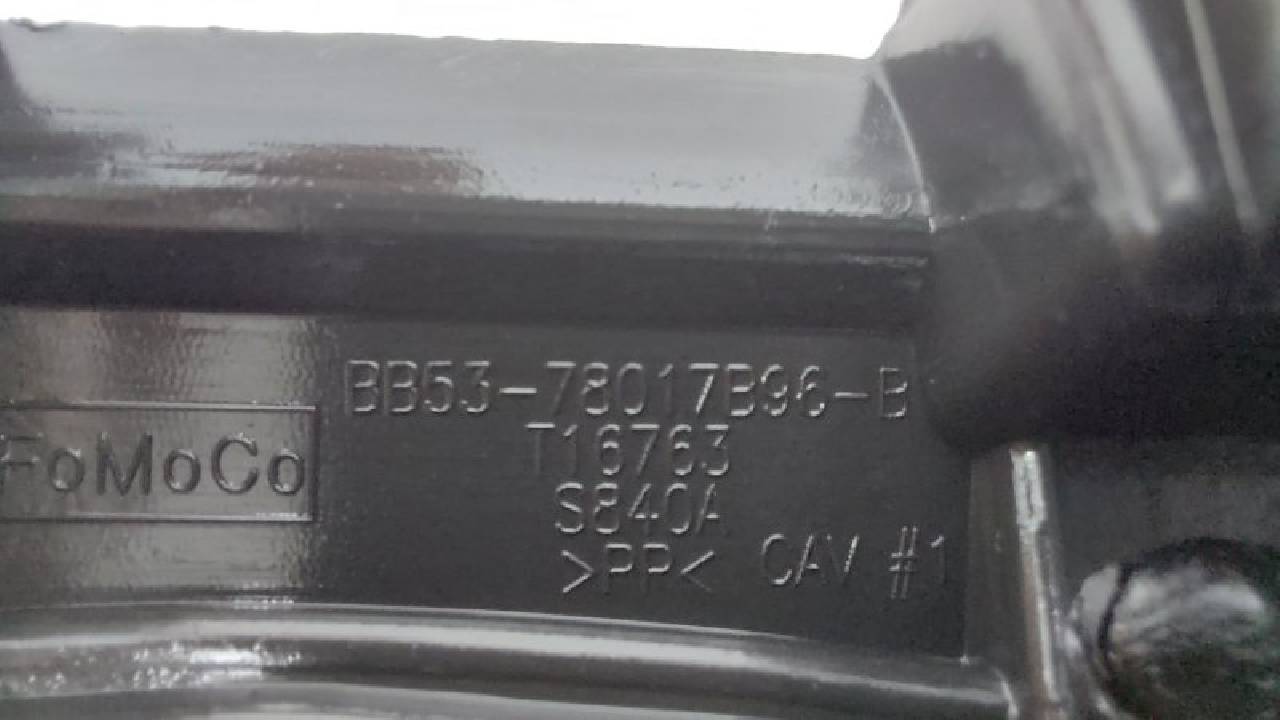 BB53-78017B96-B
FoMoCo
T16763
S840A
>PP< CAV #1